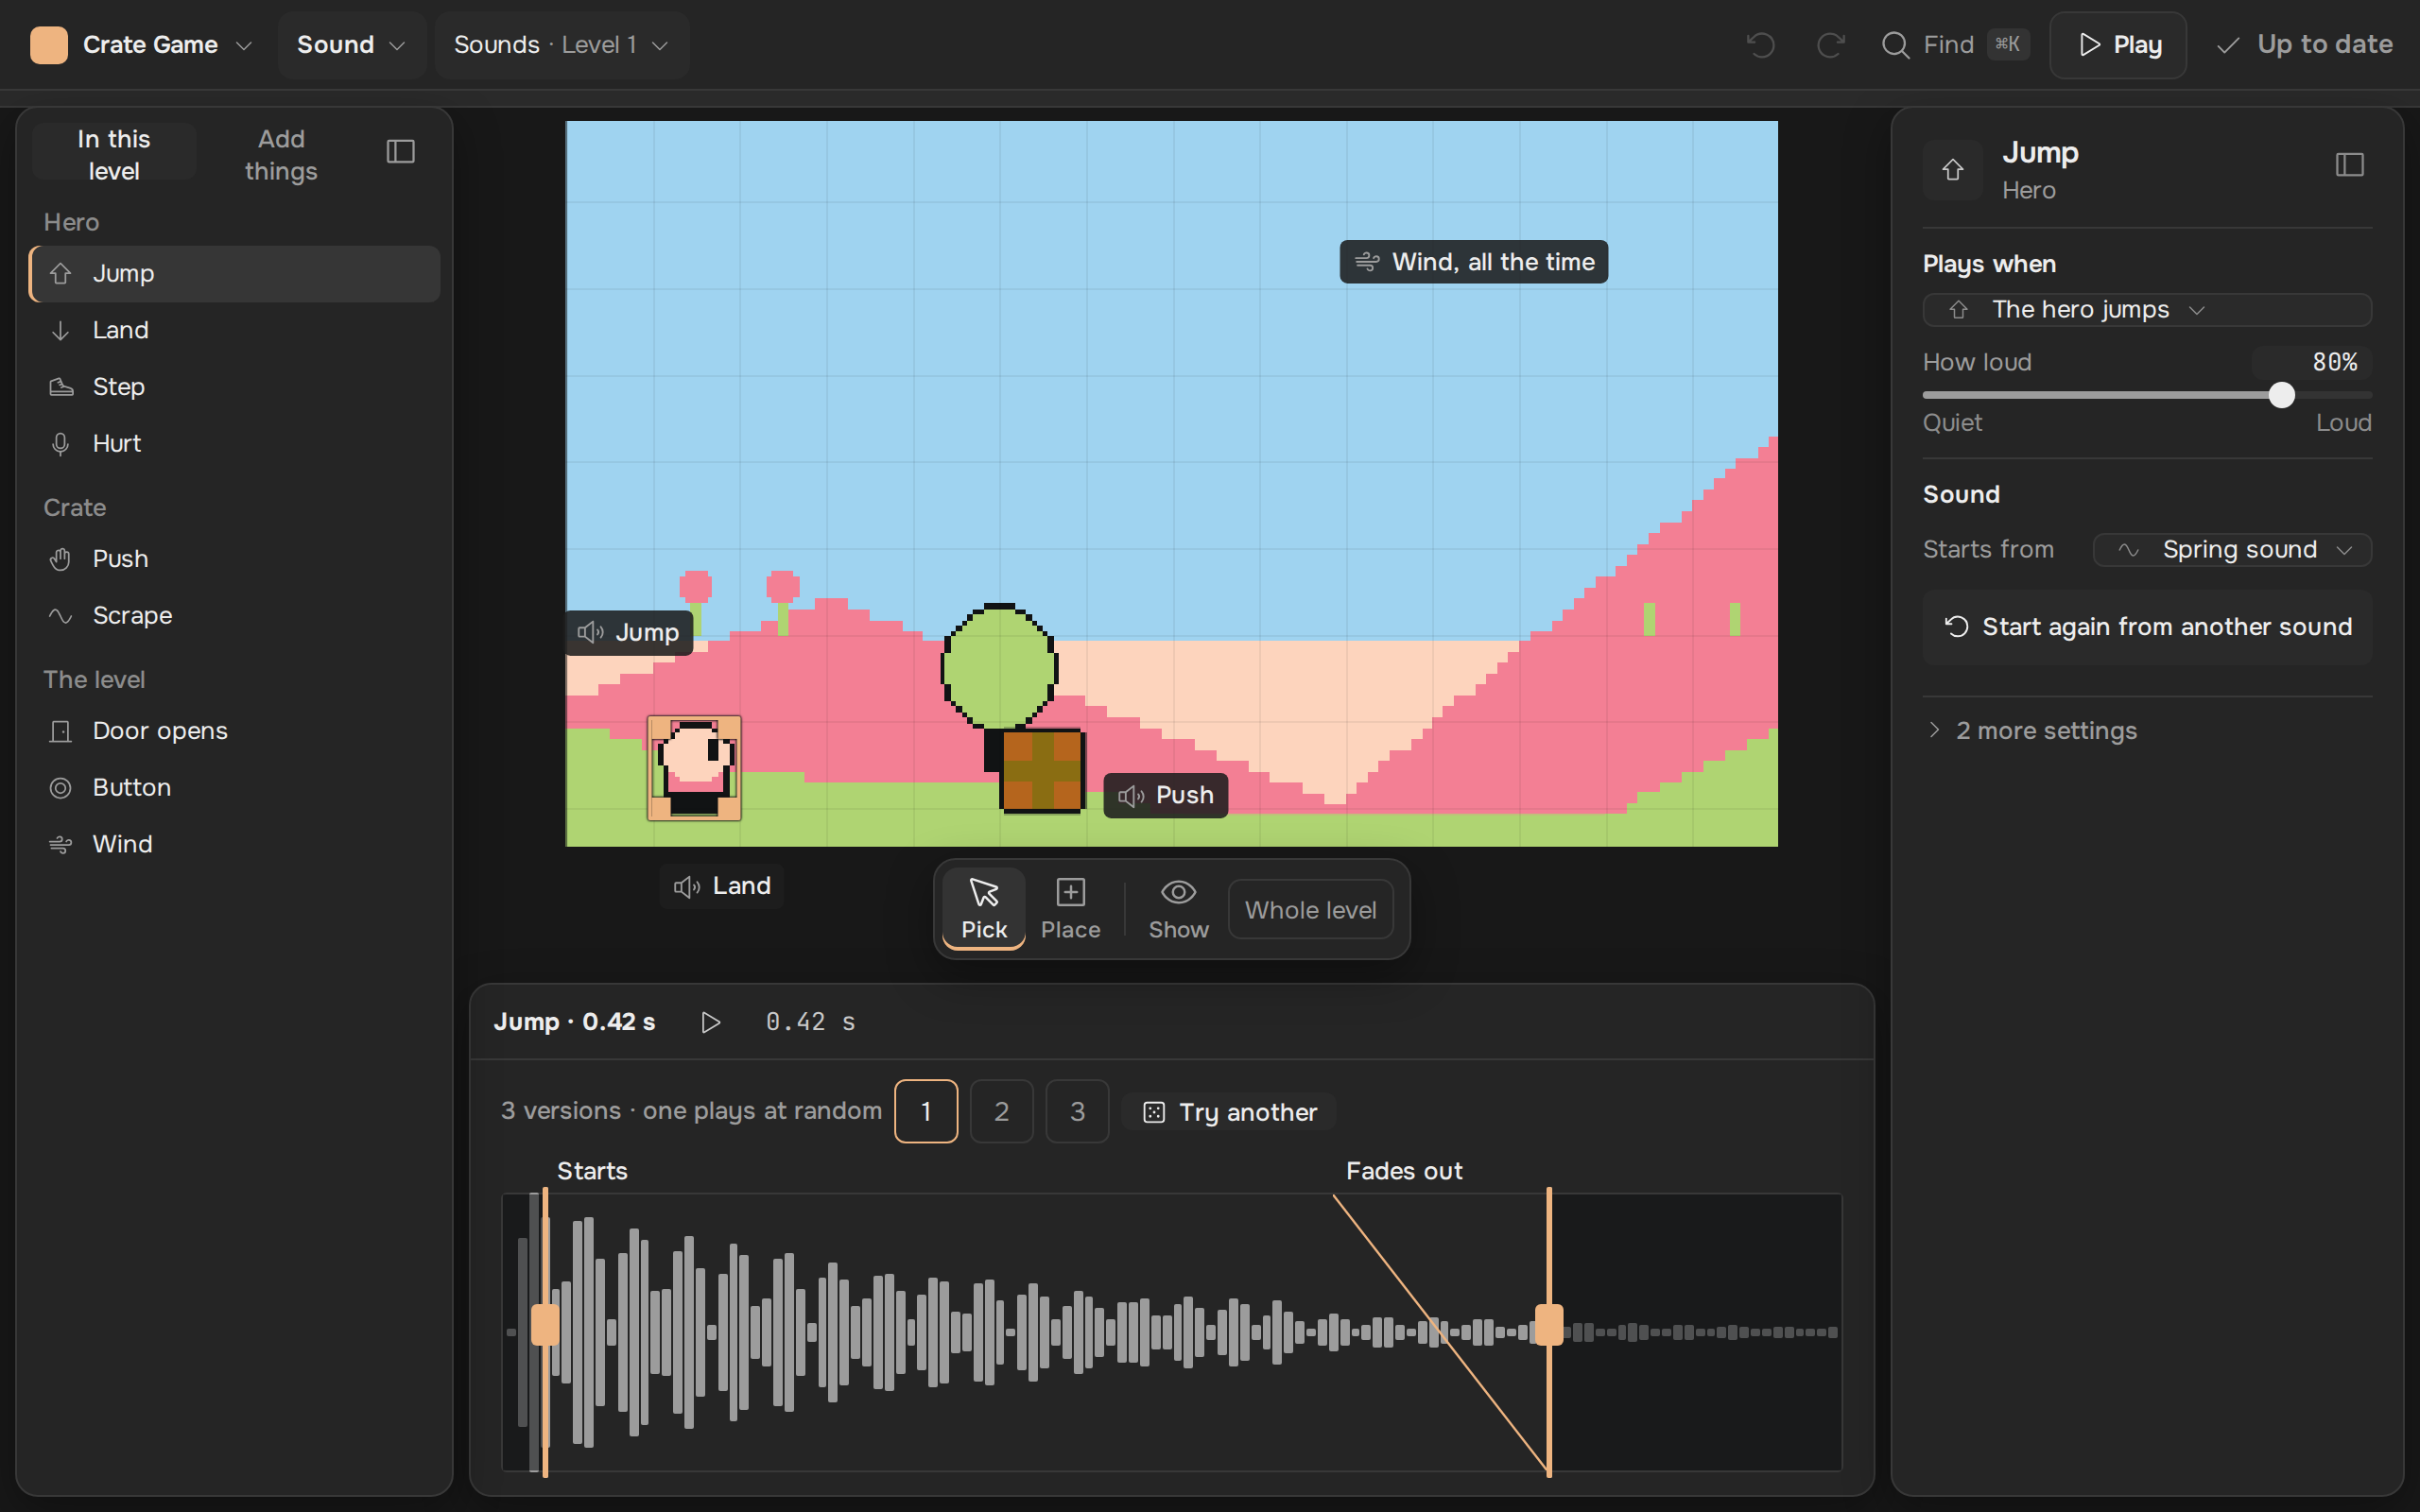 Crate Game
Sound
Sounds · Level 1
Find ⌘K
Play
Up to date
In this
level
Add
things
Hero
Jump
Land
Step
Hurt
Crate
Push
Scrape
The level
Door opens
Button
Wind
Wind, all the time
Jump
Push
Land
Pick
Place
Show
Whole level
Jump · 0.42 s
0.42 s
3 versions · one plays at random
1
2
3
Try another
Starts
Fades out
Jump
Hero
Plays when
The hero jumps
How loud
80%
Quiet
Loud
Sound
Starts from
Spring sound
Start again from another sound
2 more settings